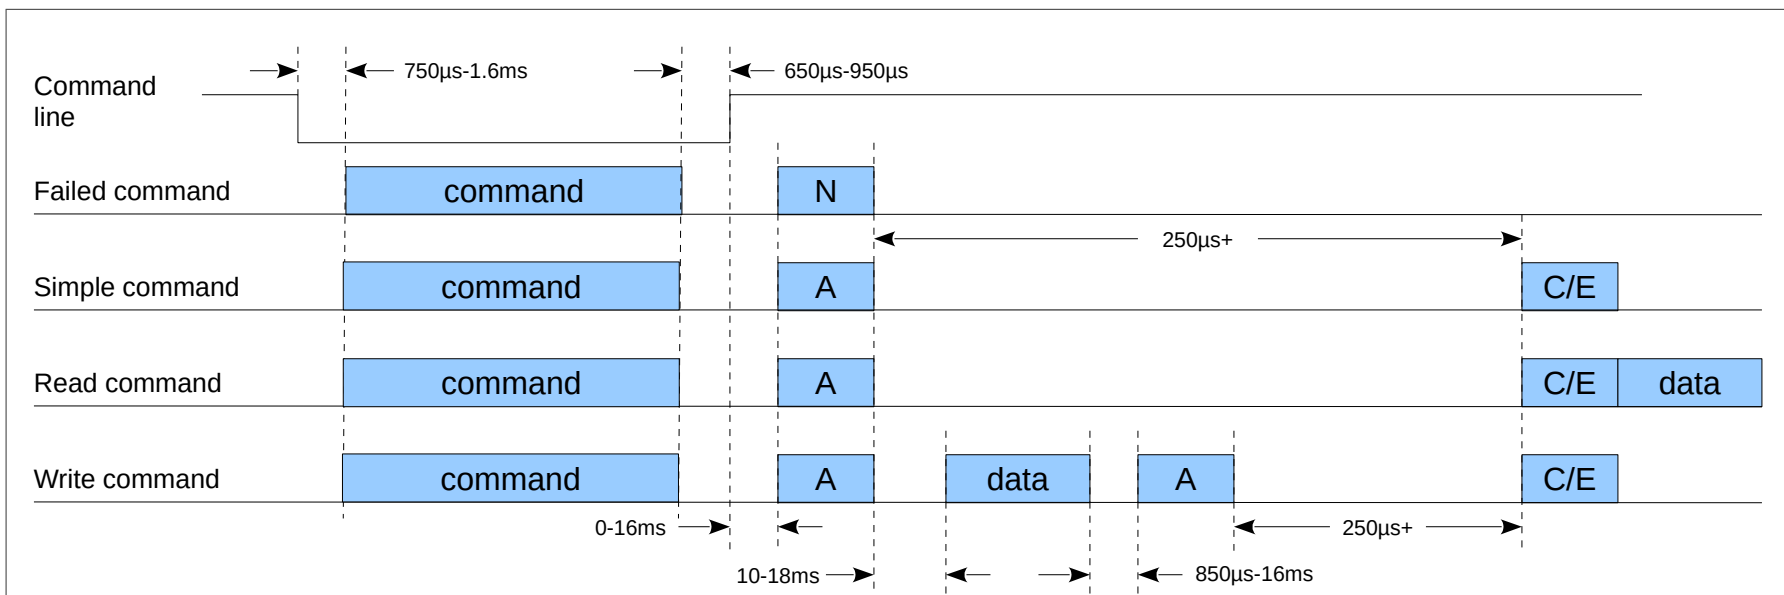 750µs-1.6ms
650µs-950µs
Command
line
Failed command
command
N
250µs+
Simple command
command
A
C/E
Read command
command
A
C/E
data
Write command
command
A
data
A
C/E
0-16ms
250µs+
10-18ms
850µs-16ms